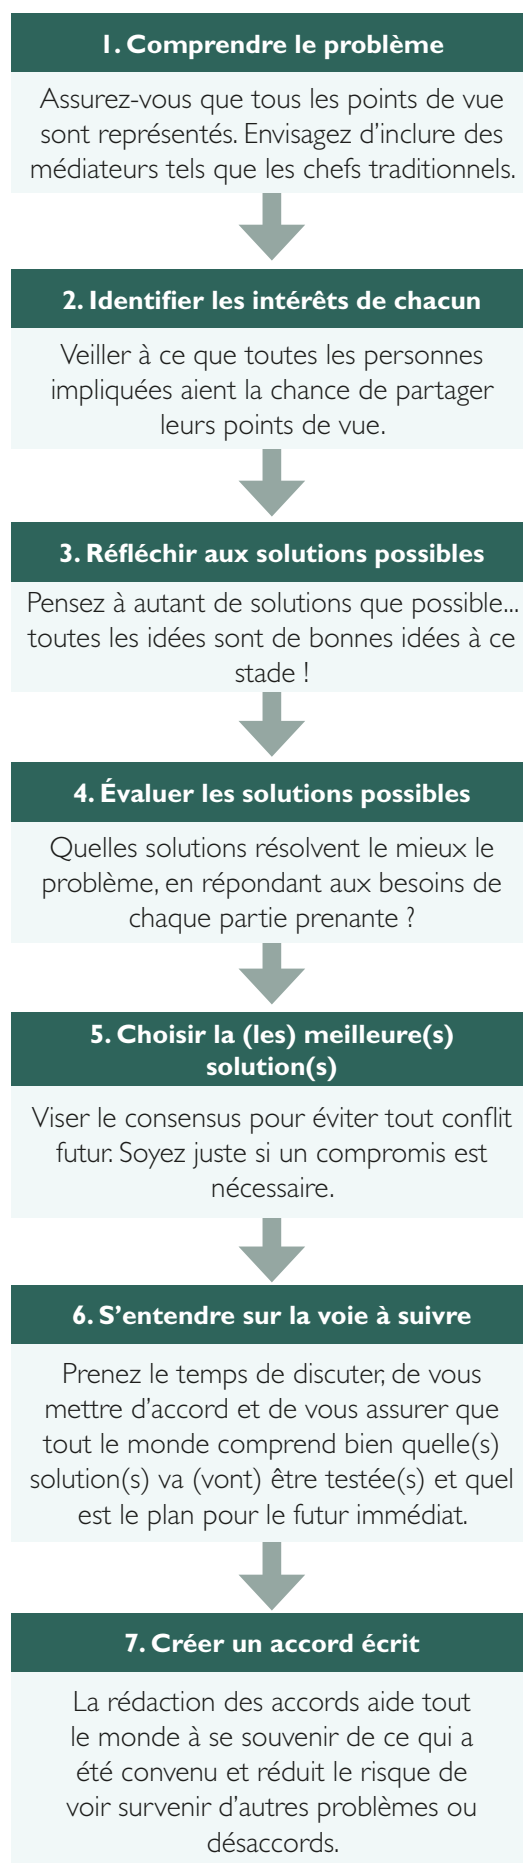 1. Comprendre le problème
Assurez-vous que tous les points de vue
sont représentés. Envisagez d'inclure des
médiateurs tels que les chefs traditionnels.
2. Identifier les intérêts de chacun
Veiller à ce que toutes les personnes
impliquées aient la chance de partager
leurs points de vue.
3. Réfléchir aux solutions possibles
Pensez à autant de solutions que possible...
toutes les idées sont de bonnes idées à ce
stade !
4. Évaluer les solutions possibles
Quelles solutions résolvent le mieux le
problème, en répondant aux besoins de
chaque partie prenante ?
5. Choisir la (les) meilleure(s)
solution(s)
Viser le consensus pour éviter tout conflit
futur. Soyez juste si un compromis est
nécessaire.
6. S'entendre sur la voie à suivre
Prenez le temps de discuter, de vous
mettre d'accord et de vous assurer que
tout le monde comprend bien quelle(s)
solution(s) va (vont) être testée(s) et quel
est le plan pour le futur immédiat.
7. Créer un accord écrit
La rédaction des accords aide tout
le monde à se souvenir de ce qui a
été convenu et réduit le risque de
voir survenir d'autres problèmes ou
désaccords.